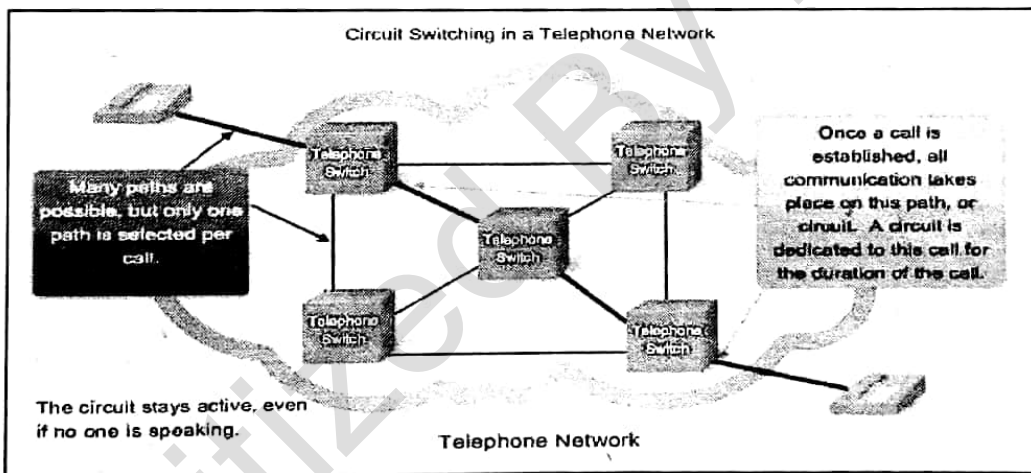 Circuit Switching in a Telephone Network
Telephone
Switch
Telephone
Switch
Many paths are
possible, but only one
path is selected per
call.
Once a call is
established, all
communication takes
place on this path, or
circuit. A circuit is
dedicated to this call for
the duration of the call.
Telephone
Switch
Telephone
Switch
Telephone
Switch
The circuit stays active, even
if no one is speaking.
Telephone Network
itized By